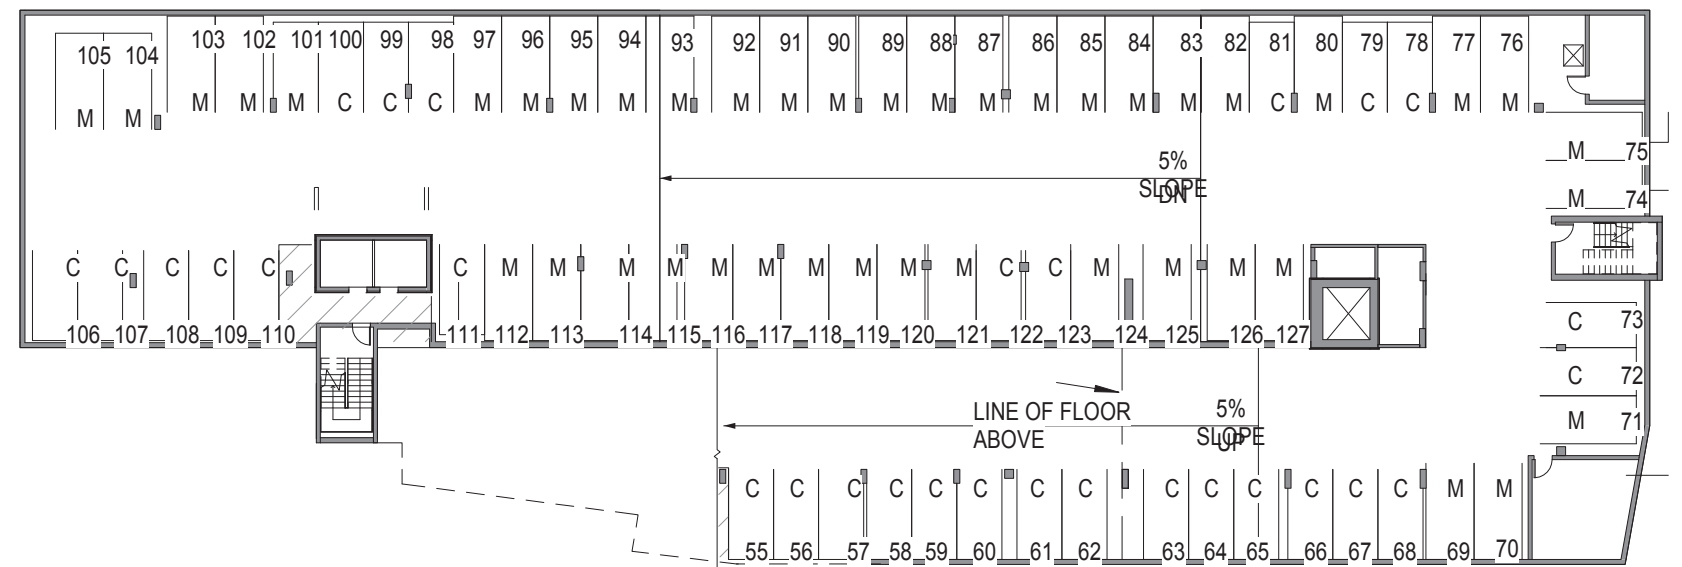 103 102 101 100 99 98 97 96 95 94 93 92 91 90 89 88 87 86 85 84 83 82 81 80 79 78 77 76
105 104
M M M C C C M M M M M M M M M M M M M M M M C M C C M M
M M
M 75
5%
SLOPE
DN
M 74
C C C C C C M M M M M M M M M M C C M M M M
106 107 108 109 110 111 112 113 114 115 116 117 118 119 120 121 122 123 124 125 126 127
C 73
C 72
M 71
LINE OF FLOOR
ABOVE
5%
SLOPE
UP
C C C C C C C C C C C C C C M M
55 56 57 58 59 60 61 62 63 64 65 66 67 68 69 70